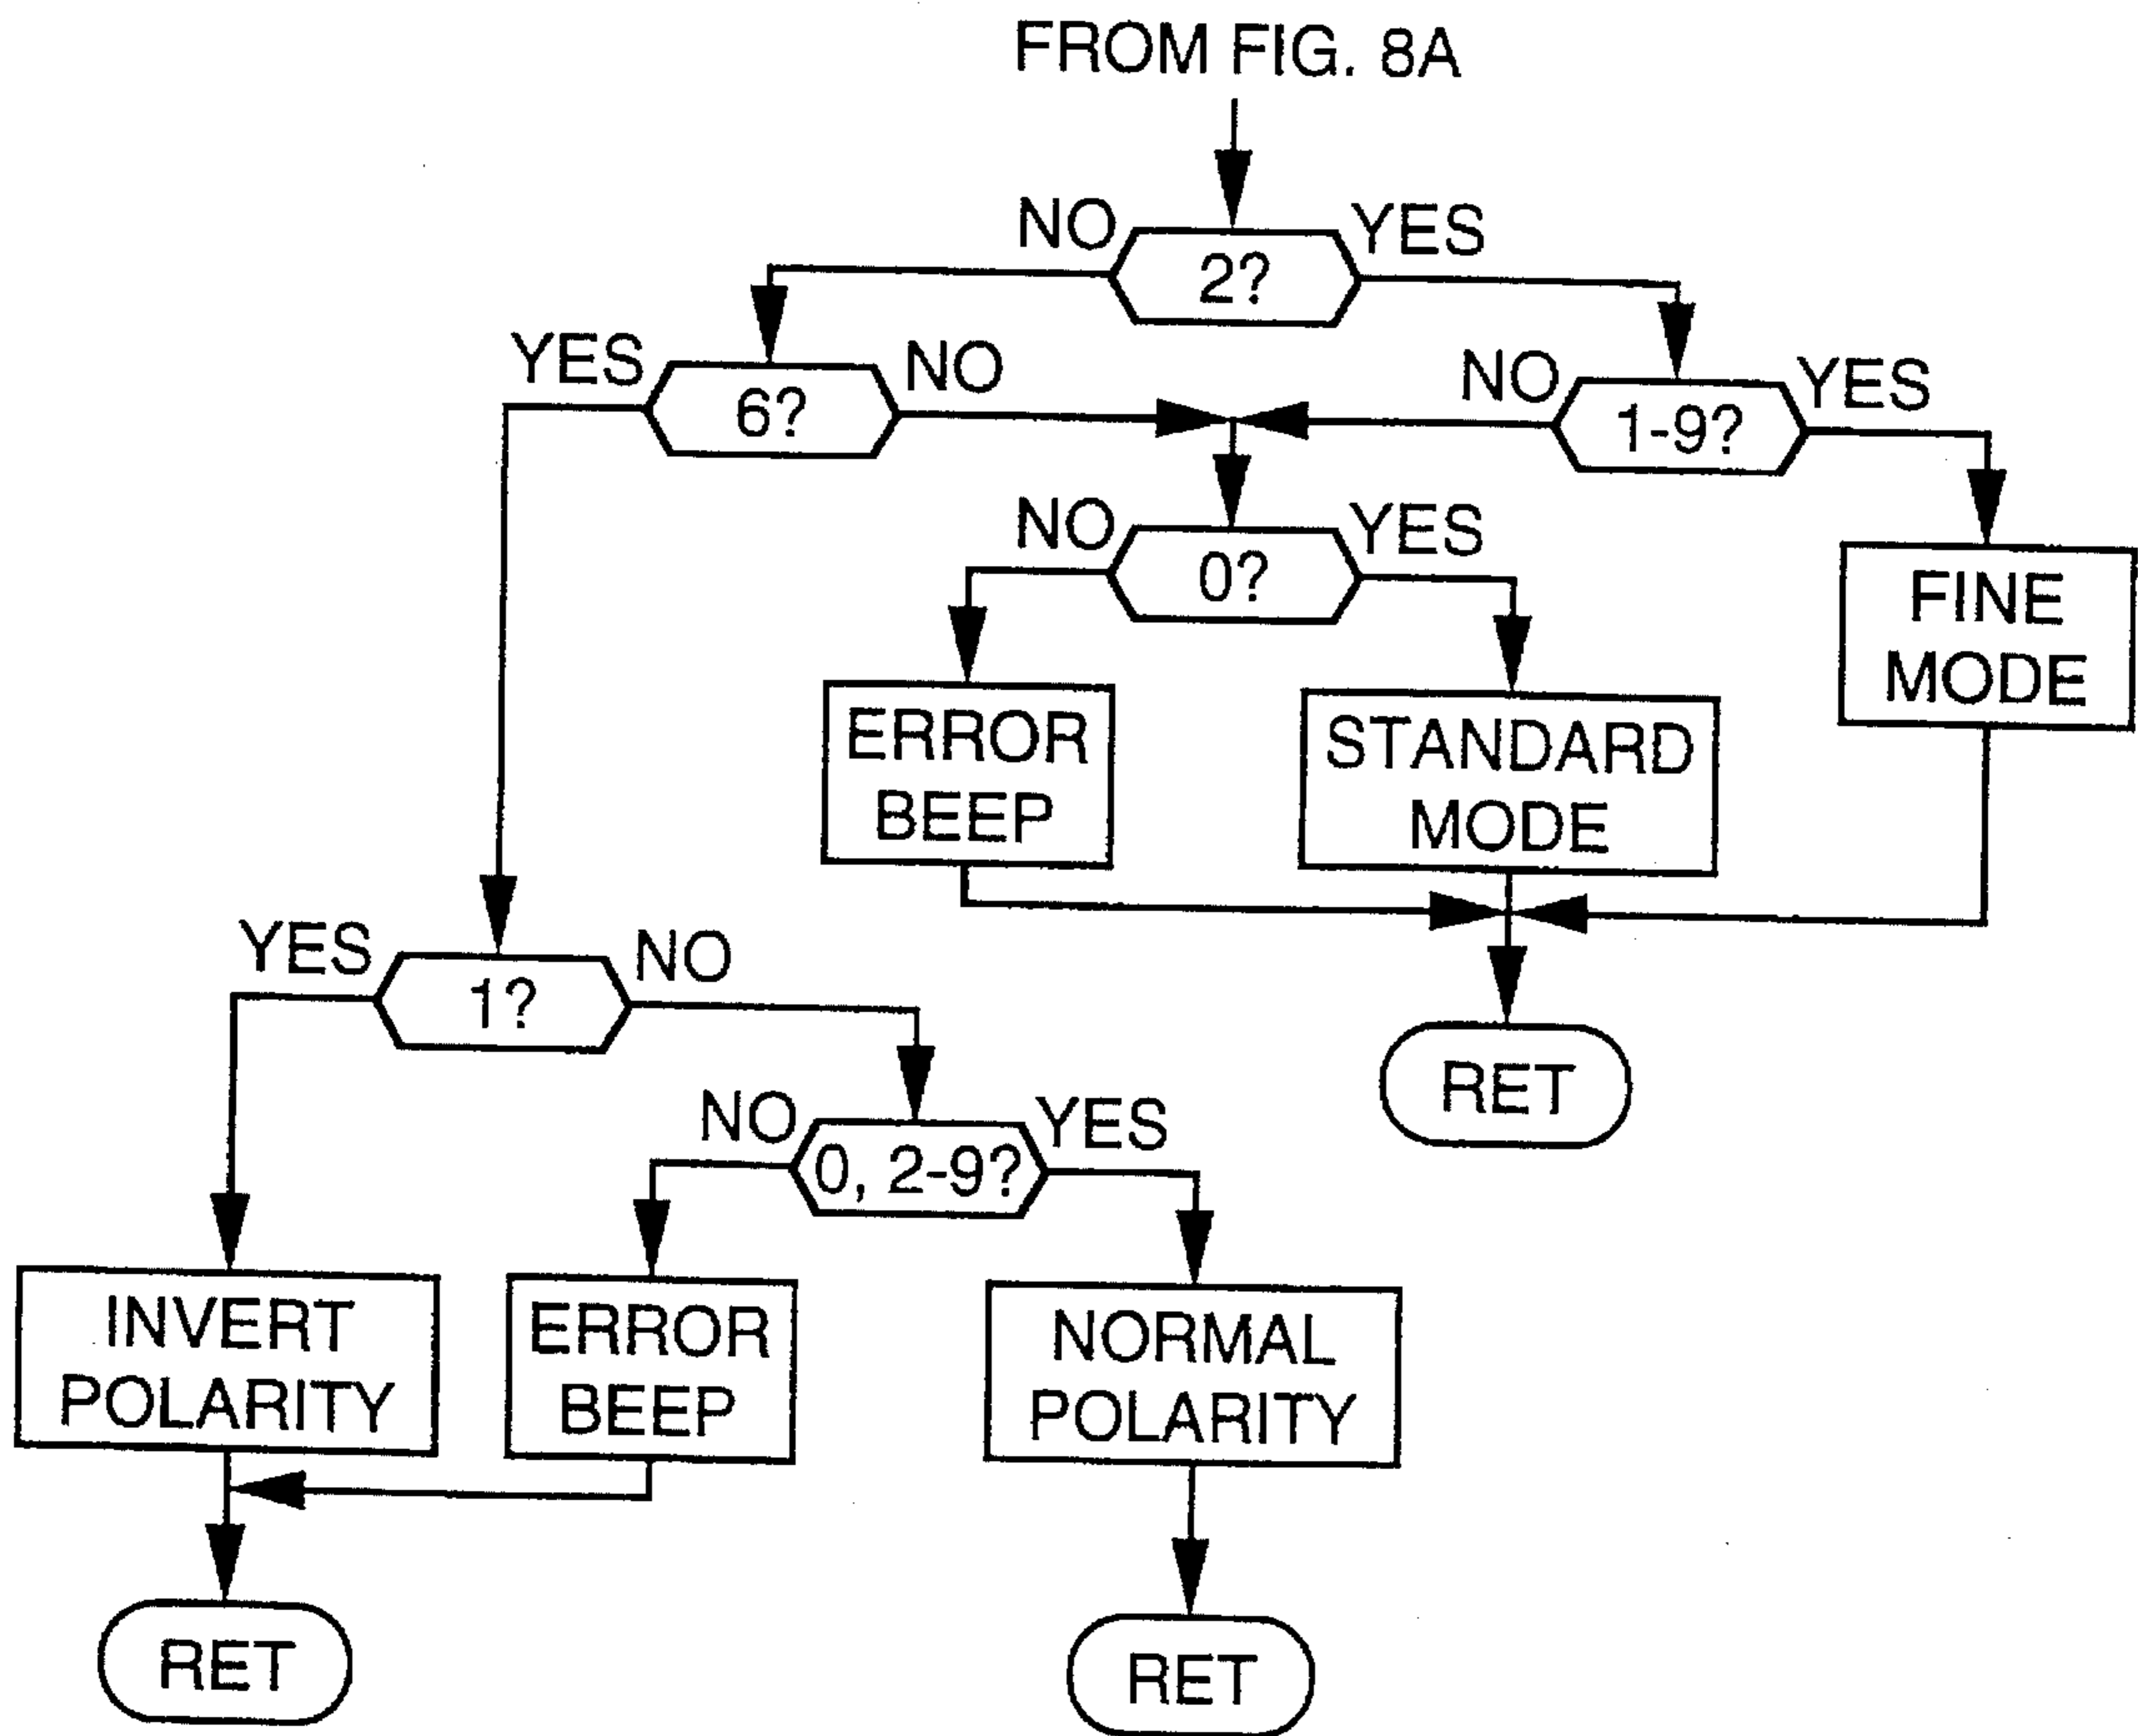 FROM FIG. 8A
NO
YES
2?
YES
NO
6?
NO
YES
1-9?
NO
YES
0?
FINE
MODE
ERROR
BEEP
STANDARD
MODE
YES
NO
1?
RET
NO
YES
0, 2-9?
INVERT
POLARITY
ERROR
BEEP
NORMAL
POLARITY
RET
RET